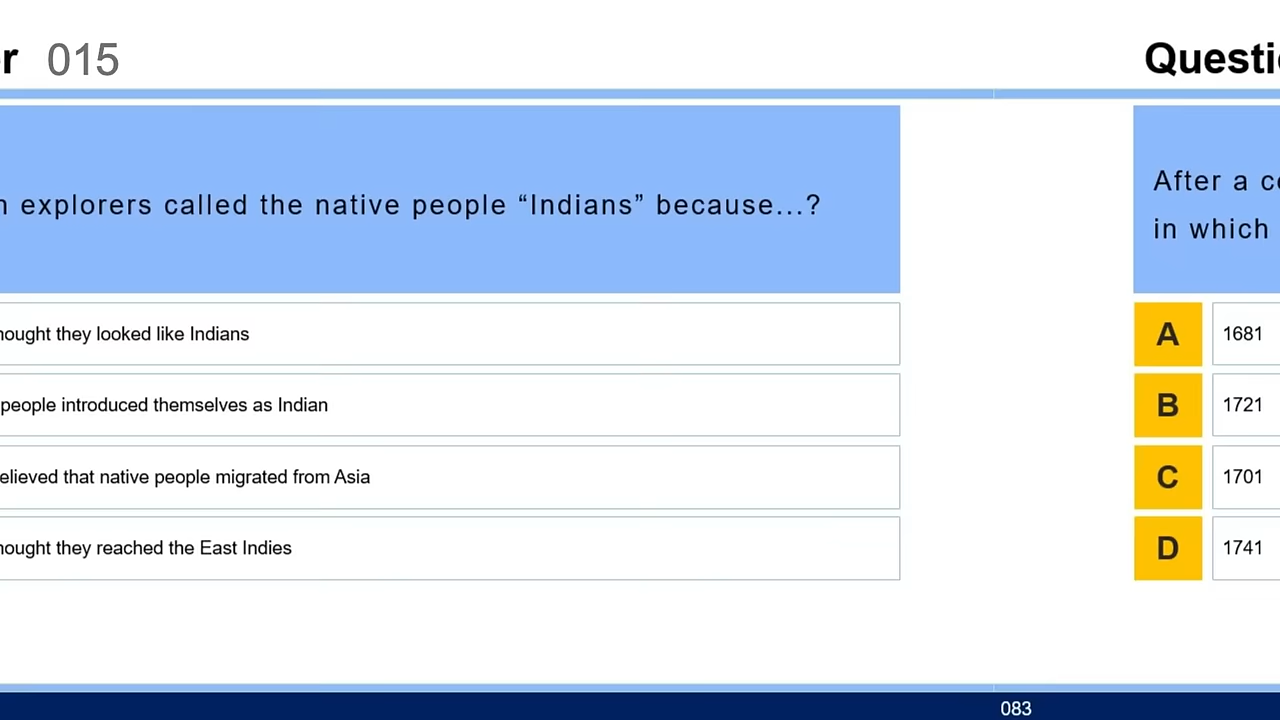 r 015
n explorers called the native people “Indians” because...?
hought they looked like Indians
people introduced themselves as Indian
elieved that native people migrated from Asia
hought they reached the East Indies
Questi
After a c
in which
A 1681
B 1721
C 1701
D 1741
083